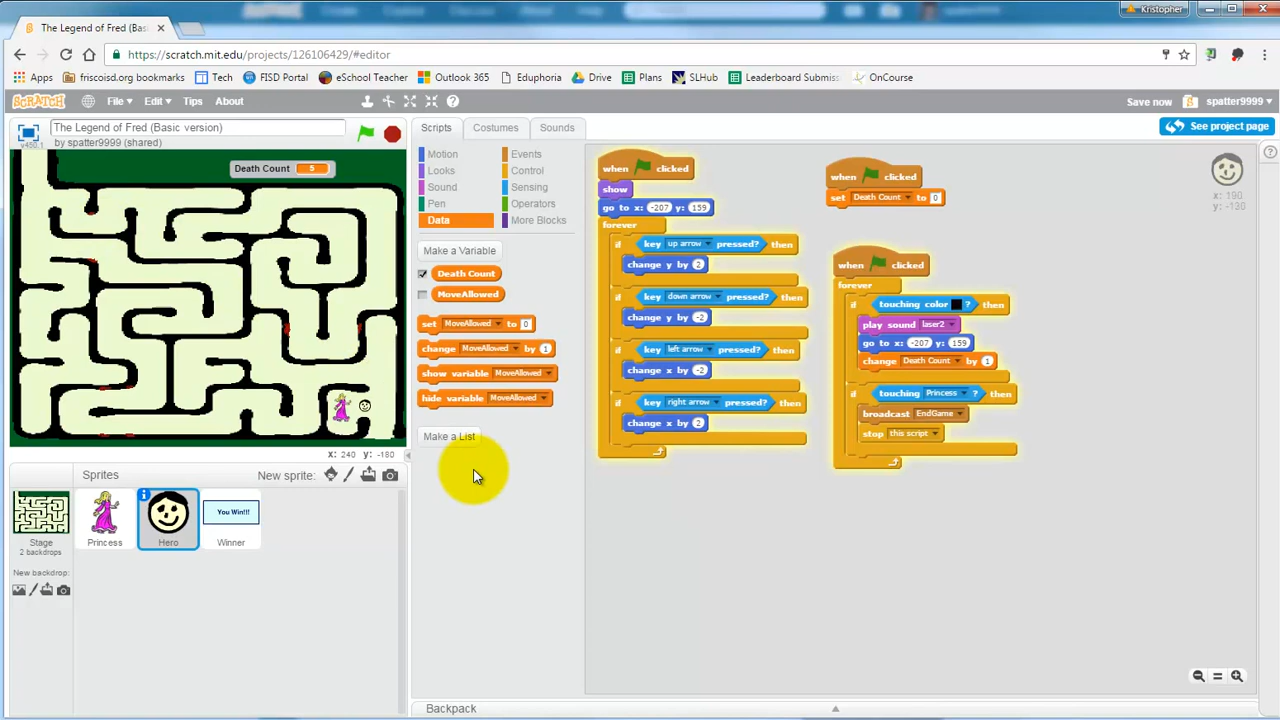 Kristopher
The Legend of Fred (Bas
https://scratch.mit.edu/projects/126106429/#editor
Apps
friscoisd.org bookmarks
Tech
FISD Portal
eSchool Teacher
Outlook 365
Euphoria
Drive
Plans
SLHub
Leaderboard Submiss
OnCourse
SCRATCH
File
Edit
Tips
About
Save now
spatter9999
The Legend of Fred (Basic version)
by spatter9999 (shared)
v450.1
Scripts
Costumes
Sounds
See project page
Death Count 5
Motion
Looks
Sound
Pen
Data
Events
Control
Sensing
Operators
More Blocks
Make a Variable
Death Count
MoveAllowed
set MoveAllowed to 0
change MoveAllowed by 1
show variable MoveAllowed
hide variable MoveAllowed
Make a List
when clicked
show
go to x: -207 y: 159
forever
if key up arrow pressed? then
change y by 2
if key down arrow pressed? then
change y by -2
if key left arrow pressed? then
change x by -2
if key right arrow pressed? then
change x by 2
when clicked
set Death Count to 0
when clicked
forever
if touching color ? then
play sound laser2
go to x: -207 y: 159
change Death Count by 1
if touching Princess ? then
broadcast EndGame
stop this script
x: 190
y: -130
x: 240 y: -180
Sprites
New sprite:
Stage
2 backdrops
New backdrop:
Princess
Hero
You Win!!!
Winner
Backpack